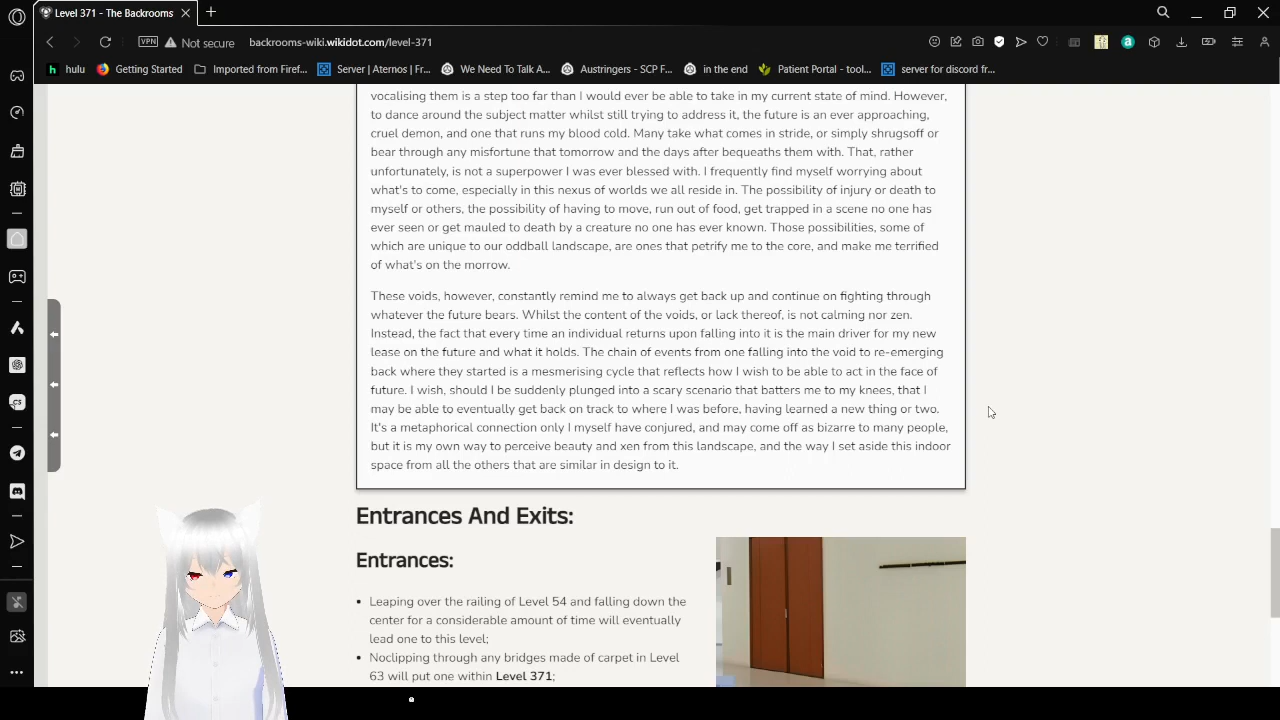 Level 371 - The Backrooms
VPN Not secure backrooms-wiki.wikidot.com/level-371
hulu Getting Started Imported from Firef... Server | Aternos | Fr... We Need To Talk A... Austringers - SCP F... in the end Patient Portal - tool... server for discord fr...
vocalising them is a step too far than I would ever be able to take in my current state of mind. However,
to dance around the subject matter whilst still trying to address it, the future is an ever approaching,
cruel demon, and one that runs my blood cold. Many take what comes in stride, or simply shrugsoff or
bear through any misfortune that tomorrow and the days after bequeaths them with. That, rather
unfortunately, is not a superpower I was ever blessed with. I frequently find myself worrying about
what's to come, especially in this nexus of worlds we all reside in. The possibility of injury or death to
myself or others, the possibility of having to move, run out of food, get trapped in a scene no one has
ever seen or get mauled to death by a creature no one has ever known. Those possibilities, some of
which are unique to our oddball landscape, are ones that petrify me to the core, and make me terrified
of what's on the morrow.
These voids, however, constantly remind me to always get back up and continue on fighting through
whatever the future bears. Whilst the content of the voids, or lack thereof, is not calming nor zen.
Instead, the fact that every time an individual returns upon falling into it is the main driver for my new
lease on the future and what it holds. The chain of events from one falling into the void to re-emerging
back where they started is a mesmerising cycle that reflects how I wish to be able to act in the face of
future. I wish, should I be suddenly plunged into a scary scenario that batters me to my knees, that I
may be able to eventually get back on track to where I was before, having learned a new thing or two.
It's a metaphorical connection only I myself have conjured, and may come off as bizarre to many people,
but it is my own way to perceive beauty and xen from this landscape, and the way I set aside this indoor
space from all the others that are similar in design to it.
Entrances And Exits:
Entrances:
• Leaping over the railing of Level 54 and falling down the
center for a considerable amount of time will eventually
lead one to this level;
• Noclipping through any bridges made of carpet in Level
63 will put one within Level 371;